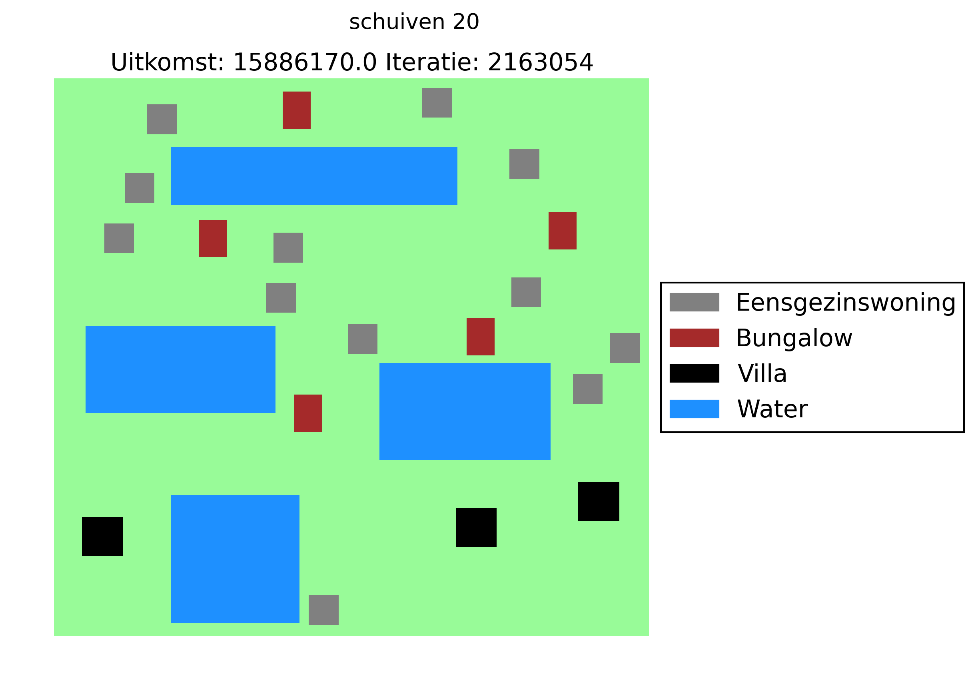 schuiven 20
Uitkomst: 15886170.0 Iteratie: 2163054
Eensgezinswoning
Bungalow
Villa
Water